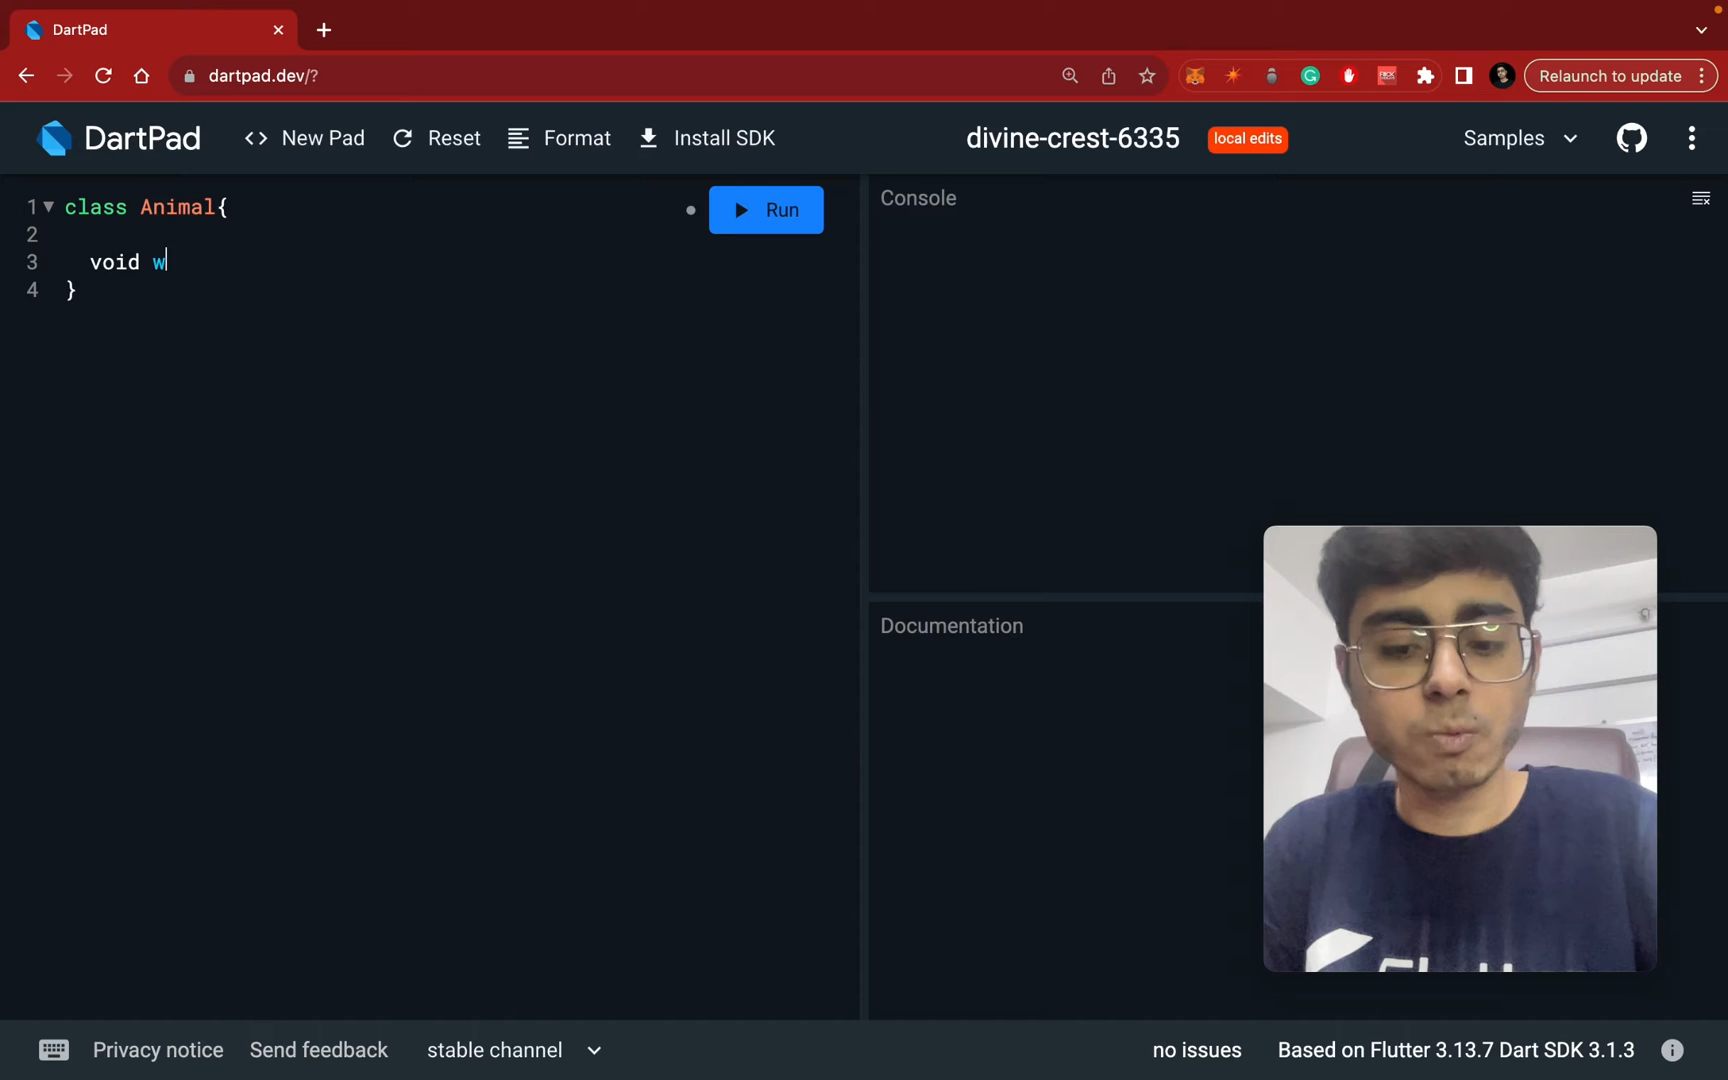 DartPad
dartpad.dev/?
Relaunch to update
DartPad
New Pad
Reset
Format
Install SDK
divine-crest-6335
local edits
Samples
1 class Animal{
2
3 void w
4 }
Run
Console
Documentation
Privacy notice
Send feedback
stable channel
no issues
Based on Flutter 3.13.7 Dart SDK 3.1.3